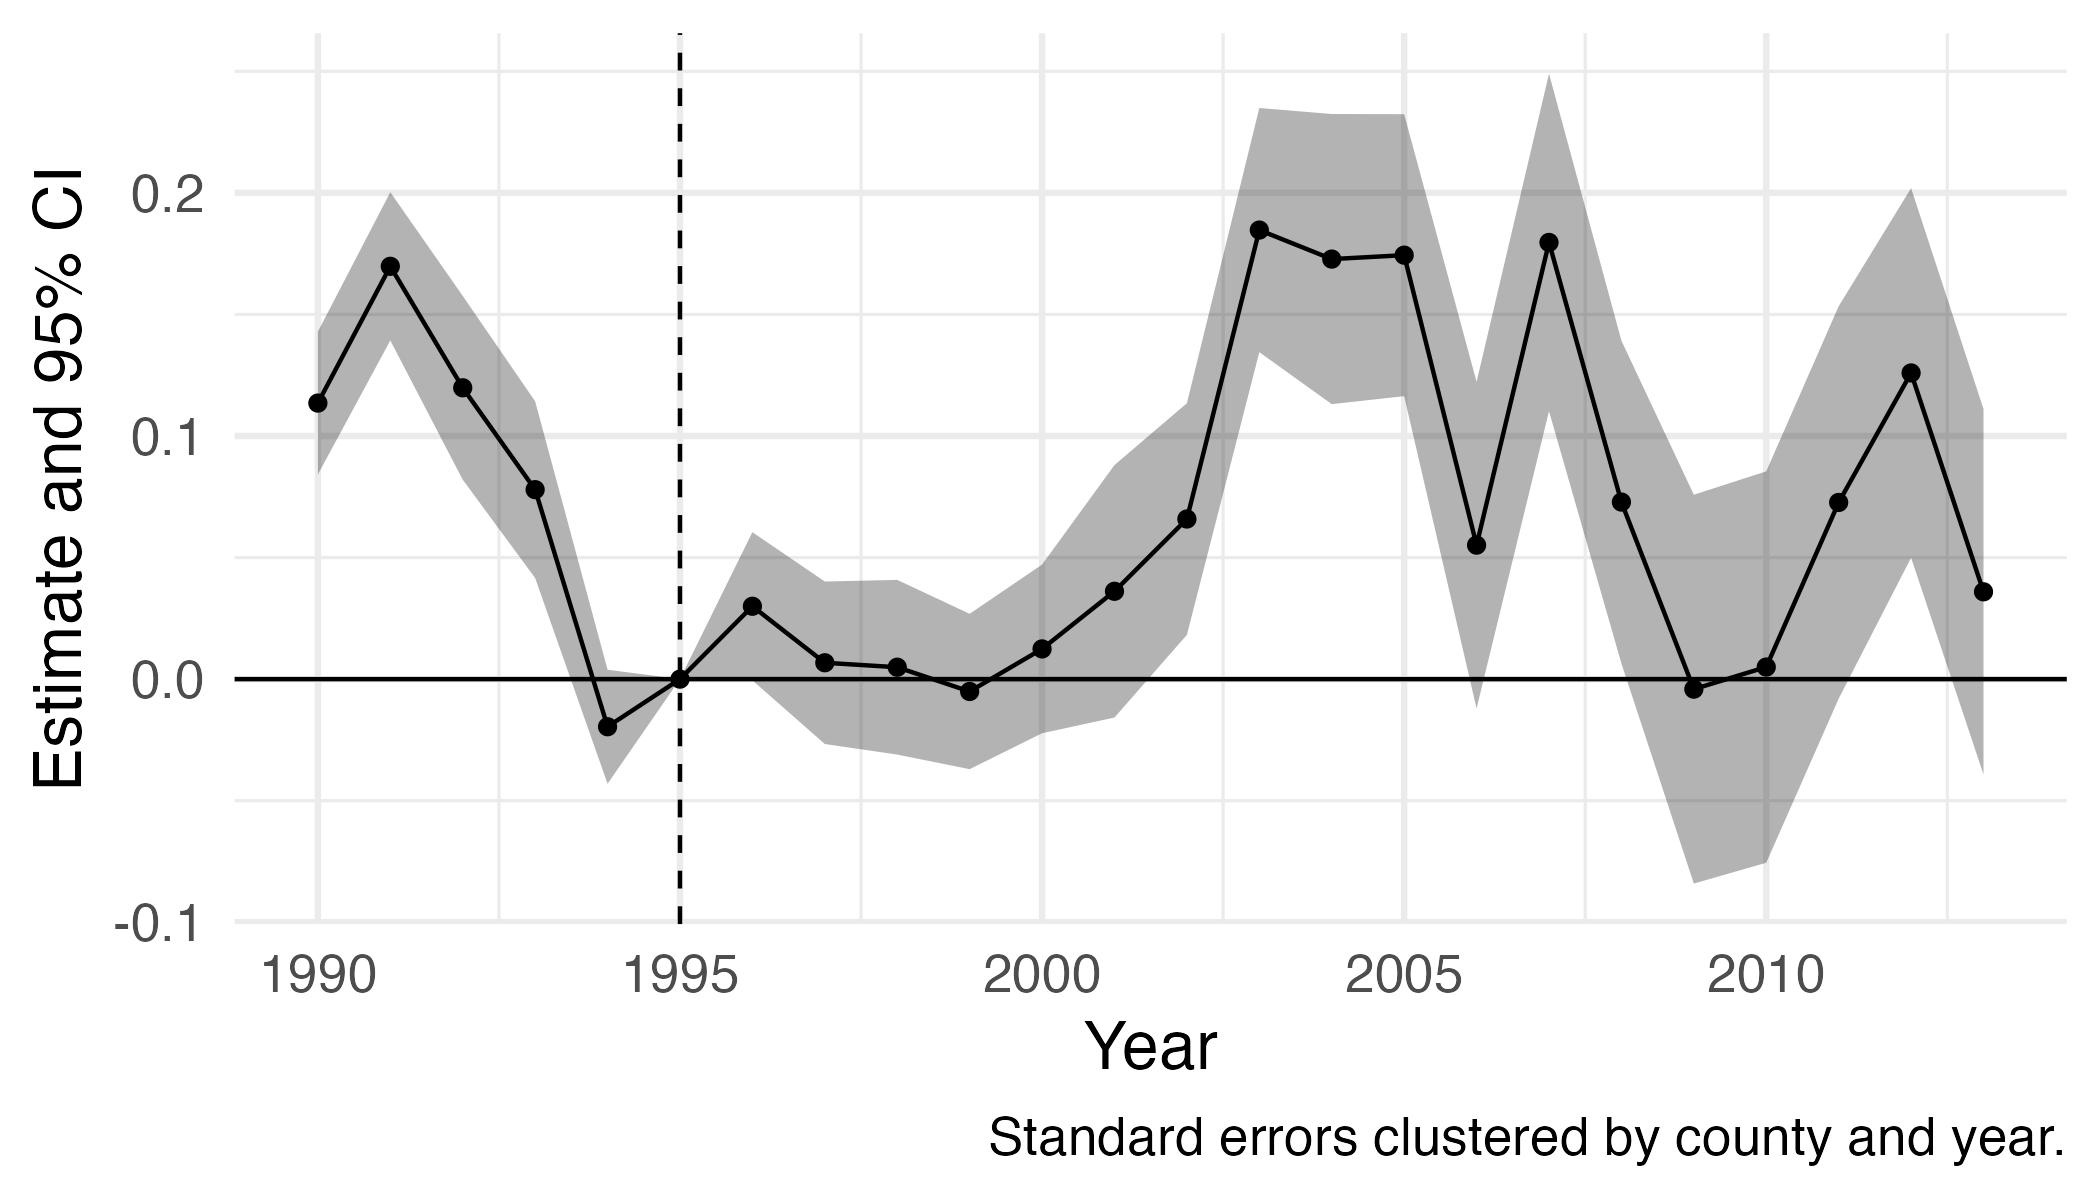 Estimate and 95% CI
0.2
0.1
0.0
-0.1
1990 1995 2000 2005 2010
Year
Standard errors clustered by county and year.